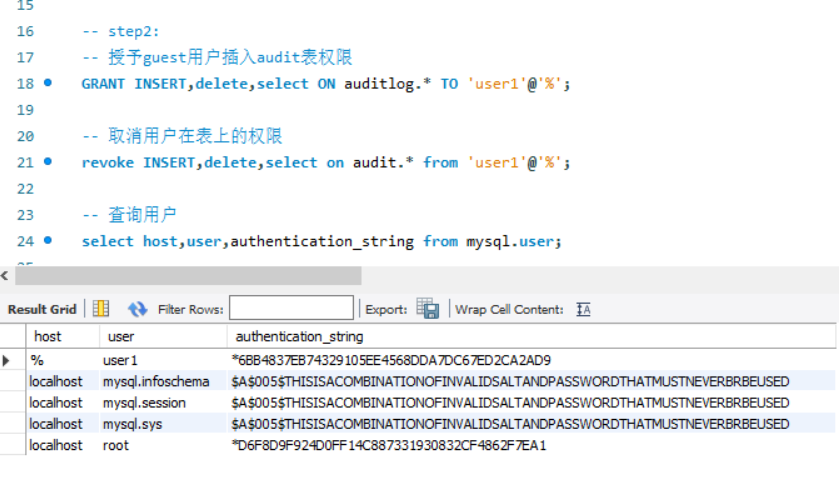 15
16 -- step2:
17 -- 授予guest用户插入audit表权限
18 GRANT INSERT,delete,select ON auditlog.* TO 'user1'@'%';
19
20 -- 取消用户在表上的权限
21 revoke INSERT,delete,select on audit.* from 'user1'@'%';
22
23 -- 查询用户
24 select host,user,authentication_string from mysql.user;
Result Grid Filter Rows: Export: Wrap Cell Content:
host user authentication_string
% user1 *6BB4837EB74329105EE4568DDA7DC67ED2CA2AD9
localhost mysql.infoschema $A$005$THISISACOMBINATIONOFINVALIDSALTANDPASSWORDTHATMUSTNEVERBRBEUSED
localhost mysql.session $A$005$THISISACOMBINATIONOFINVALIDSALTANDPASSWORDTHATMUSTNEVERBRBEUSED
localhost mysql.sys $A$005$THISISACOMBINATIONOFINVALIDSALTANDPASSWORDTHATMUSTNEVERBRBEUSED
localhost root *D6F8D9F924D0FF14C887331930832CF4862F7EA1